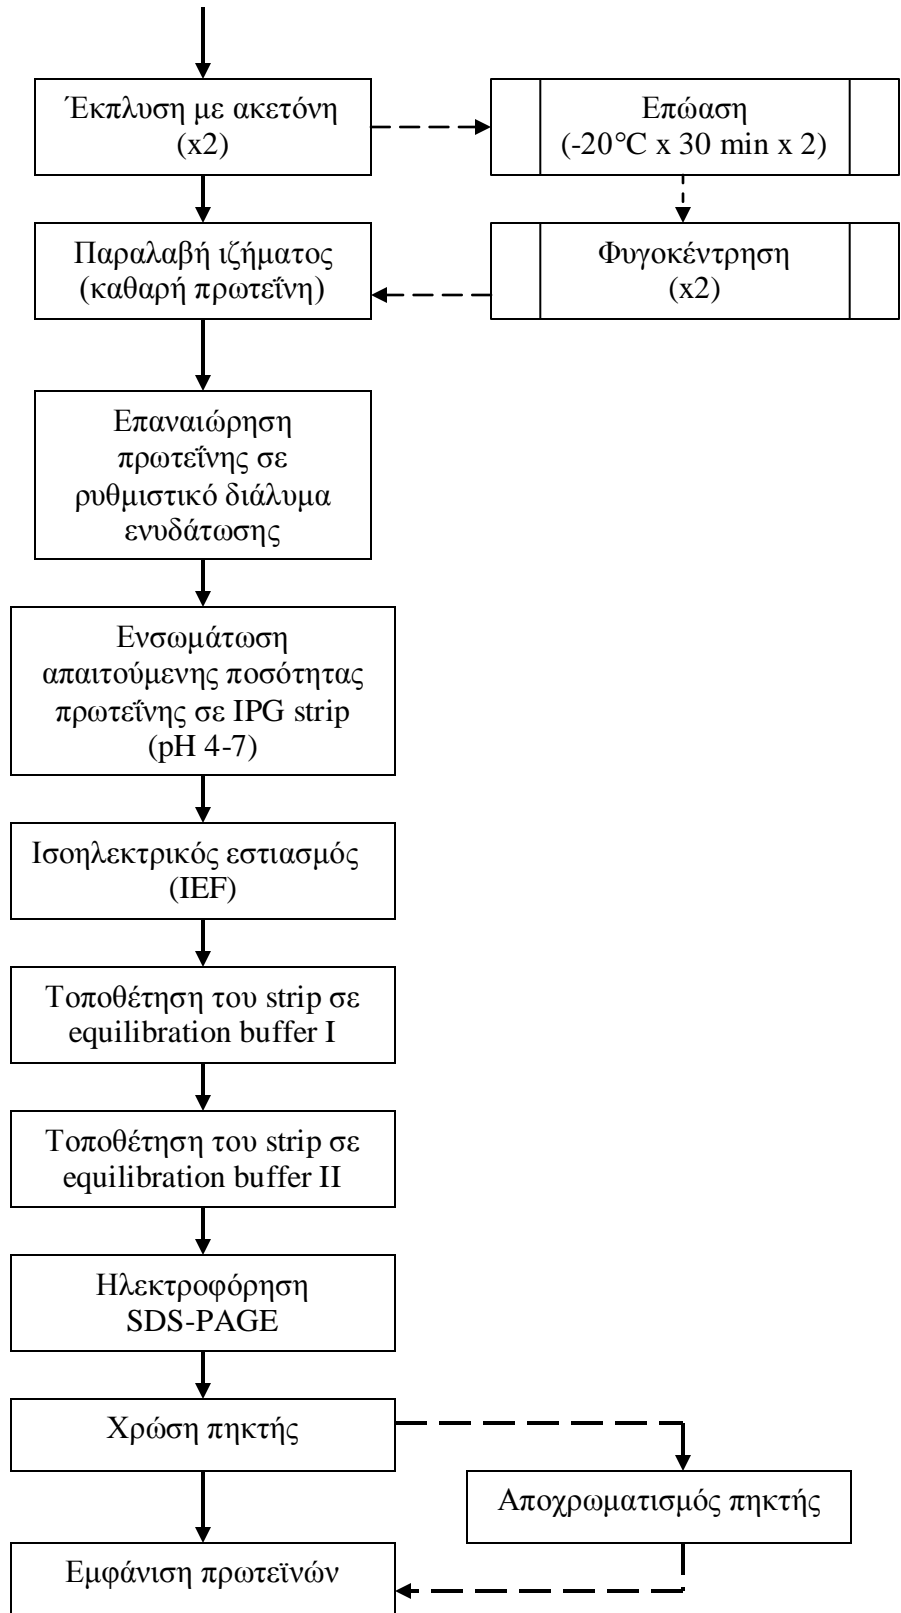 Έκπλυση με ακετόνη
(x2)
Επώαση
(-20°C x 30 min x 2)
Παραλαβή ιζήματος
(καθαρή πρωτεΐνη)
Φυγοκέντρηση
(x2)
Επαναιώρηση
πρωτεΐνης σε
ρυθμιστικό διάλυμα
ενυδάτωσης
Ενσωμάτωση
απαιτούμενης ποσότητας
πρωτεΐνης σε IPG strip
(pH 4-7)
Ισοηλεκτρικός εστιασμός
(IEF)
Τοποθέτηση του strip σε
equilibration buffer I
Τοποθέτηση του strip σε
equilibration buffer II
Ηλεκτροφόρηση
SDS-PAGE
Χρώση πηκτής
Αποχρωματισμός πηκτής
Εμφάνιση πρωτεϊνών